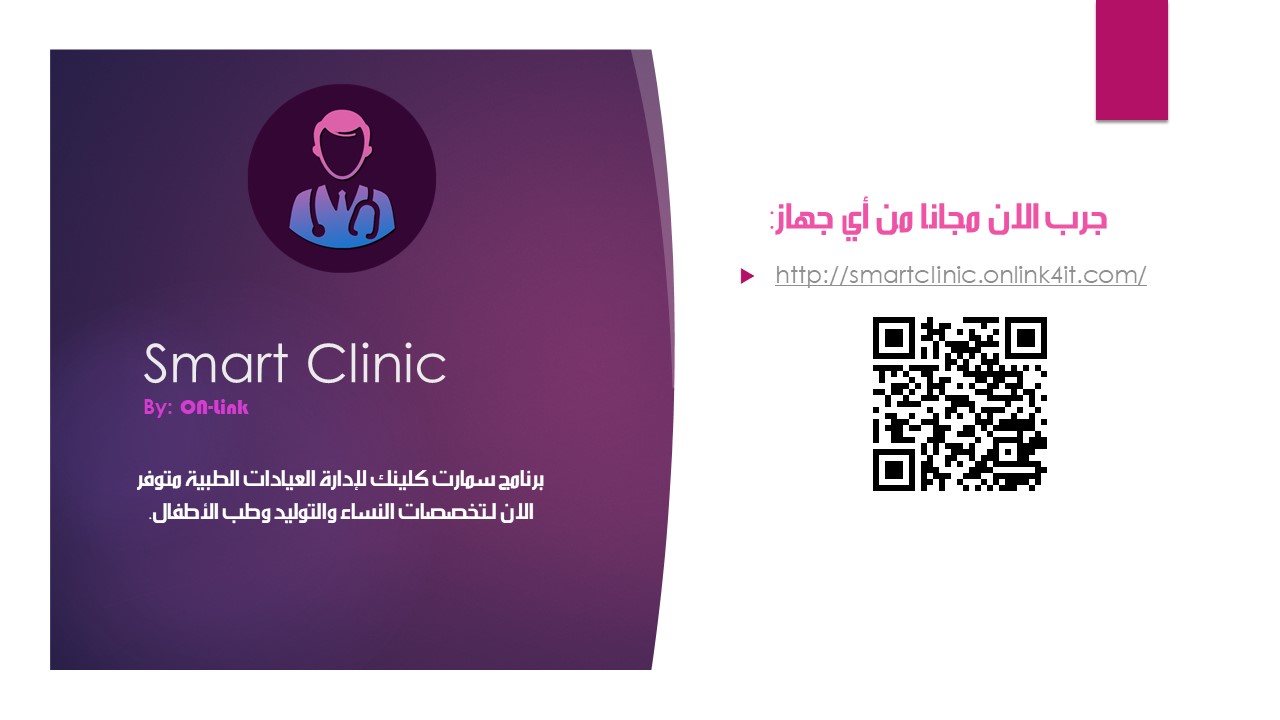 Smart Clinic
By: ON-Link
برنامج سمارت كلينك لإدارة العيادات الطبية متوفر
الان لتخصصات النساء والتوليد وطب الأطفال.
جرب الان مجانا من أي جهاز:
http://smartclinic.onlink4it.com/